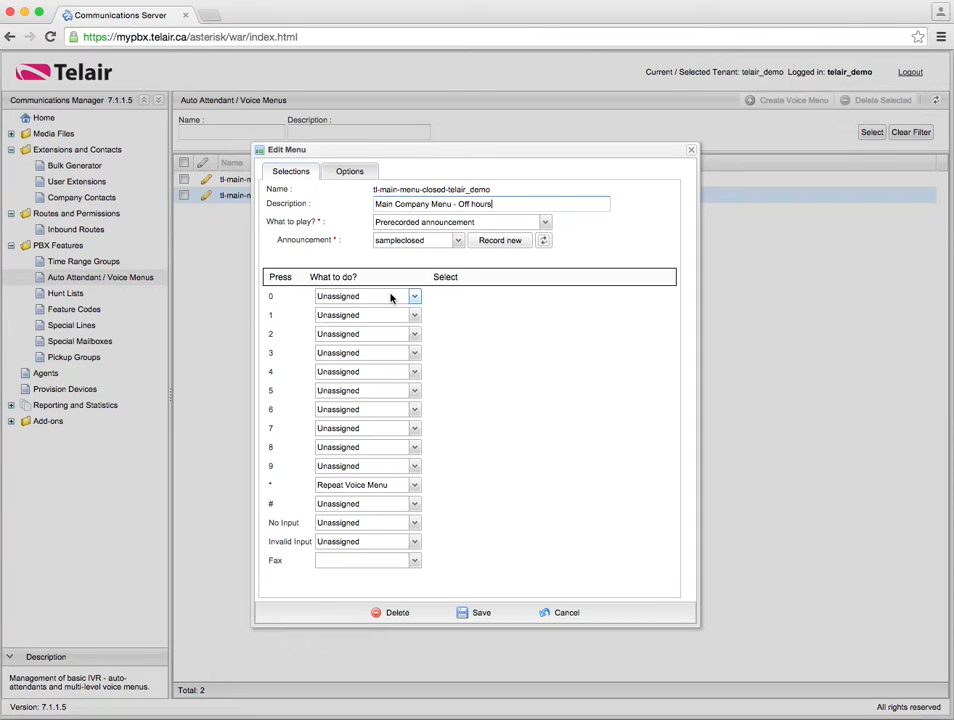 Communications Server
https://mypbx.telair.ca/asterisk/war/index.html
Telair
Current / Selected Tenant: telair_demo Logged in: telair_demo Logout
Communications Manager 7.1.1.5
Auto Attendant / Voice Menus
Create Voice Menu
Delete Selected
Home
Media Files
Extensions and Contacts
Bulk Generator
User Extensions
Company Contacts
Routes and Permissions
Inbound Routes
PBX Features
Time Range Groups
Auto Attendant / Voice Menus
Hunt Lists
Feature Codes
Special Lines
Special Mailboxes
Pickup Groups
Agents
Provision Devices
Reporting and Statistics
Add-ons
Name : Description :
Select Clear Filter
Name
tl-main-m
tl-main-m
Edit Menu
Selections Options
Name : tl-main-menu-closed-telair_demo
Description : Main Company Menu - Off hours
What to play? * : Prerecorded announcement
Announcement * : sampleclosed Record new
Press What to do? Select
0 Unassigned
1 Unassigned
2 Unassigned
3 Unassigned
4 Unassigned
5 Unassigned
6 Unassigned
7 Unassigned
8 Unassigned
9 Unassigned
* Repeat Voice Menu
# Unassigned
No Input Unassigned
Invalid Input Unassigned
Fax
Delete Save Cancel
Description
Management of basic IVR - auto-
attendants and multi-level voice menus.
Total: 2
Version: 7.1.1.5
All rights reserved